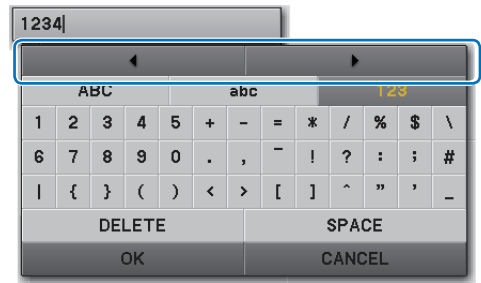 1234
◀ ▶
ABC abc 123
1 2 3 4 5 + - = * / % $ \
6 7 8 9 0 . , ¯ ! ? : ; #
| { } ( ) < > [ ] ^ " ' _
DELETE SPACE
OK CANCEL